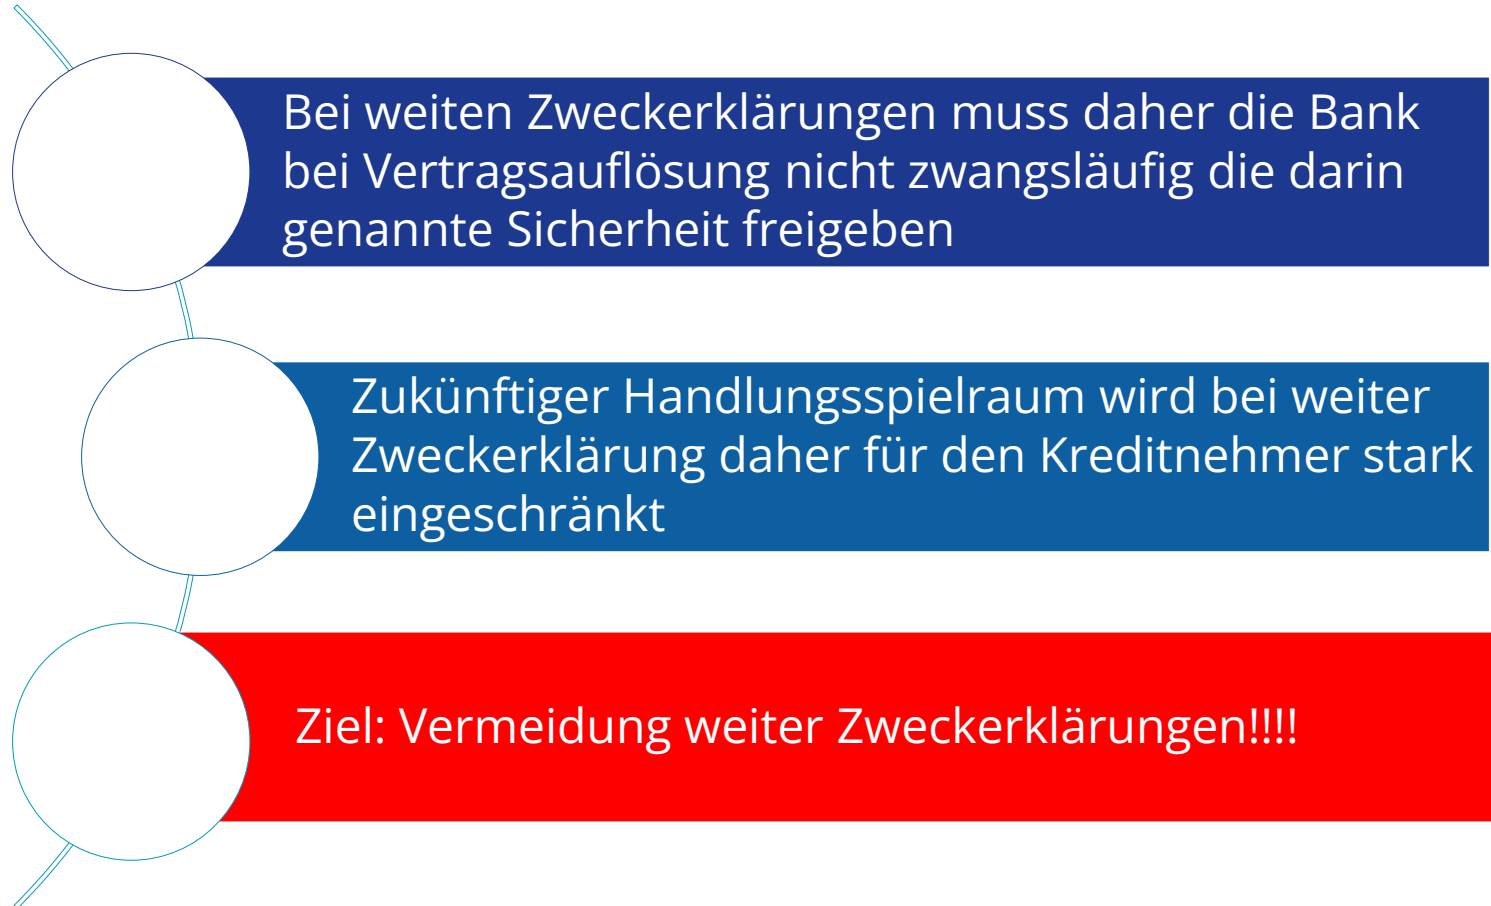 Bei weiten Zweckerklärungen muss daher die Bank
bei Vertragsauflösung nicht zwangsläufig die darin
genannte Sicherheit freigeben
Zukünftiger Handlungsspielraum wird bei weiter
Zweckerklärung daher für den Kreditnehmer stark
eingeschränkt
Ziel: Vermeidung weiter Zweckerklärungen!!!!